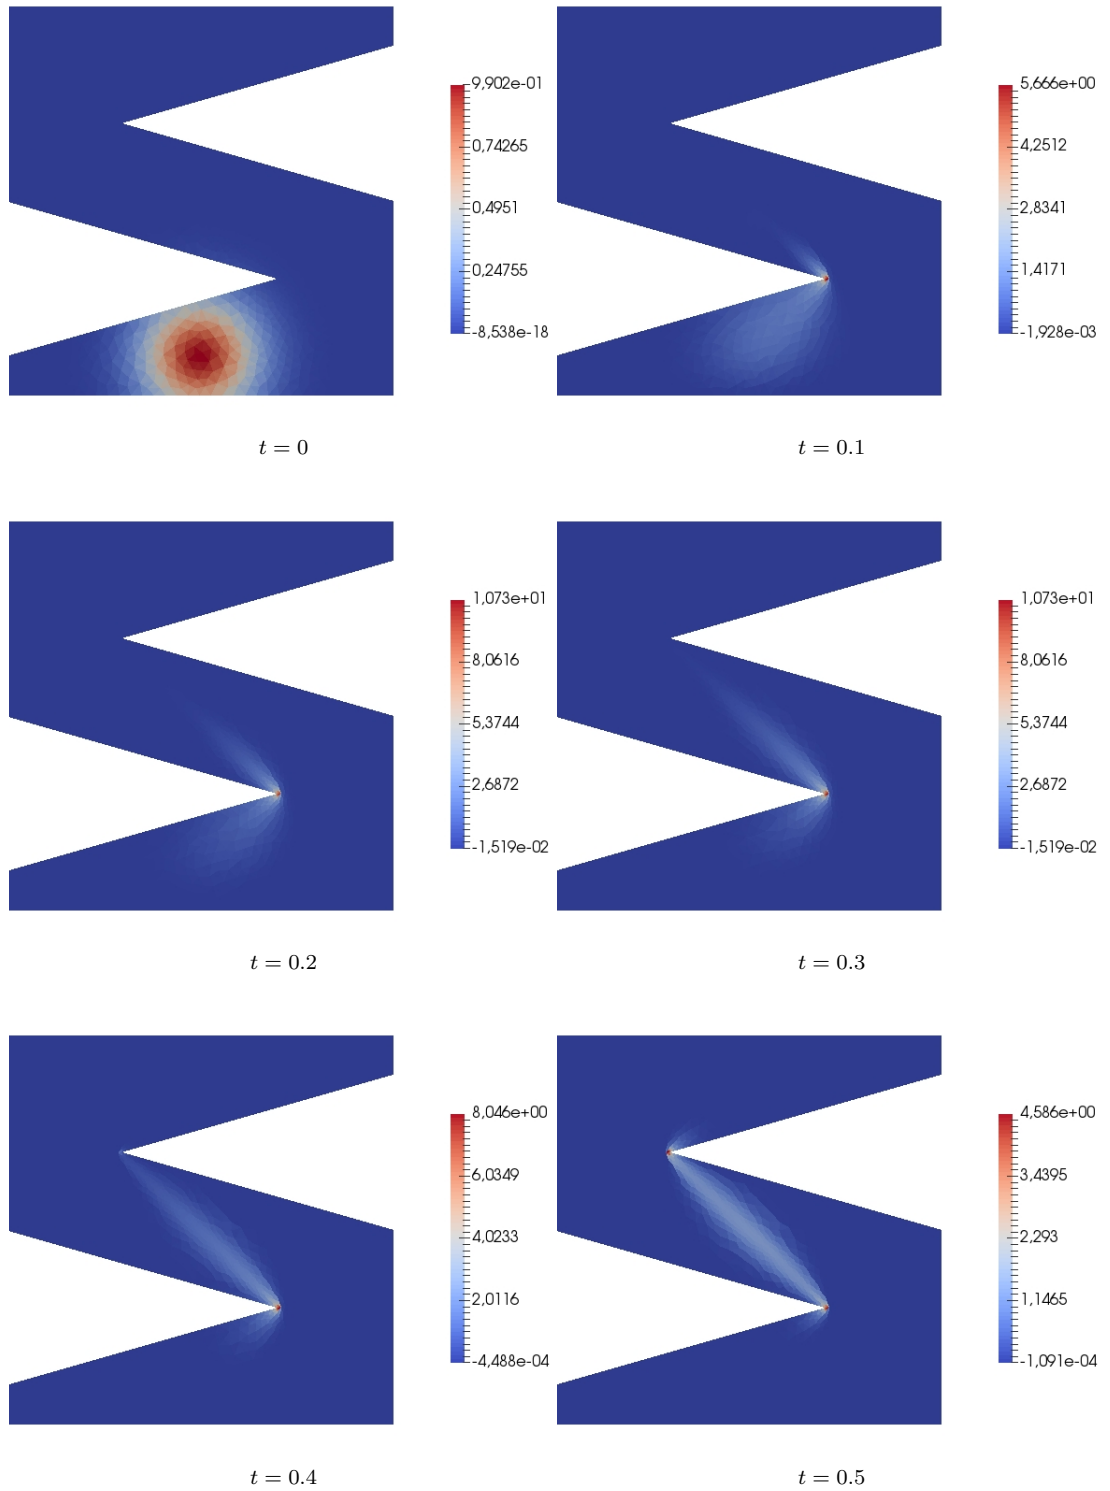 9,902e-01
0,74265
0,4951
0,24755
-8,538e-18
5,666e+00
4,2512
2,8341
1,4171
-1,928e-03
t = 0
t = 0.1
1,073e+01
8,0616
5,3744
2,6872
-1,519e-02
1,073e+01
8,0616
5,3744
2,6872
-1,519e-02
t = 0.2
t = 0.3
8,046e+00
6,0349
4,0233
2,0116
-4,488e-04
4,586e+00
3,4395
2,293
1,1465
-1,091e-04
t = 0.4
t = 0.5